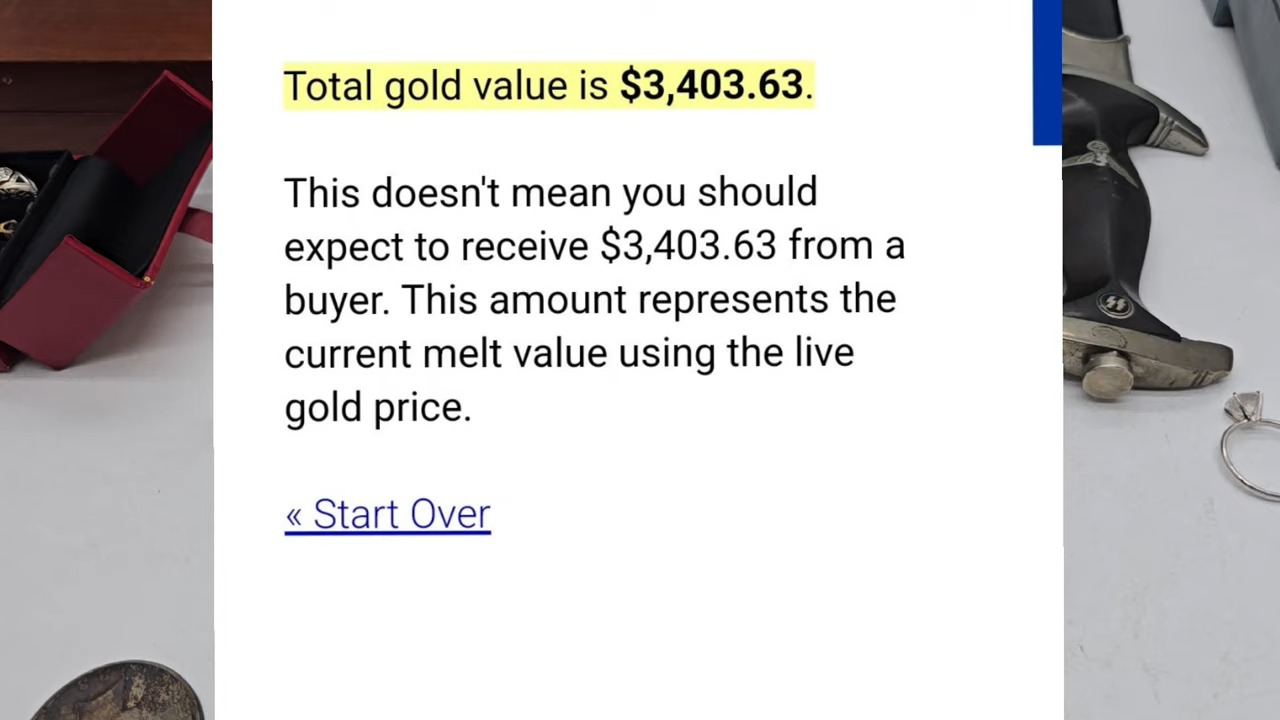 Total gold value is $3,403.63.
This doesn't mean you should
expect to receive $3,403.63 from a
buyer. This amount represents the
current melt value using the live
gold price.
« Start Over